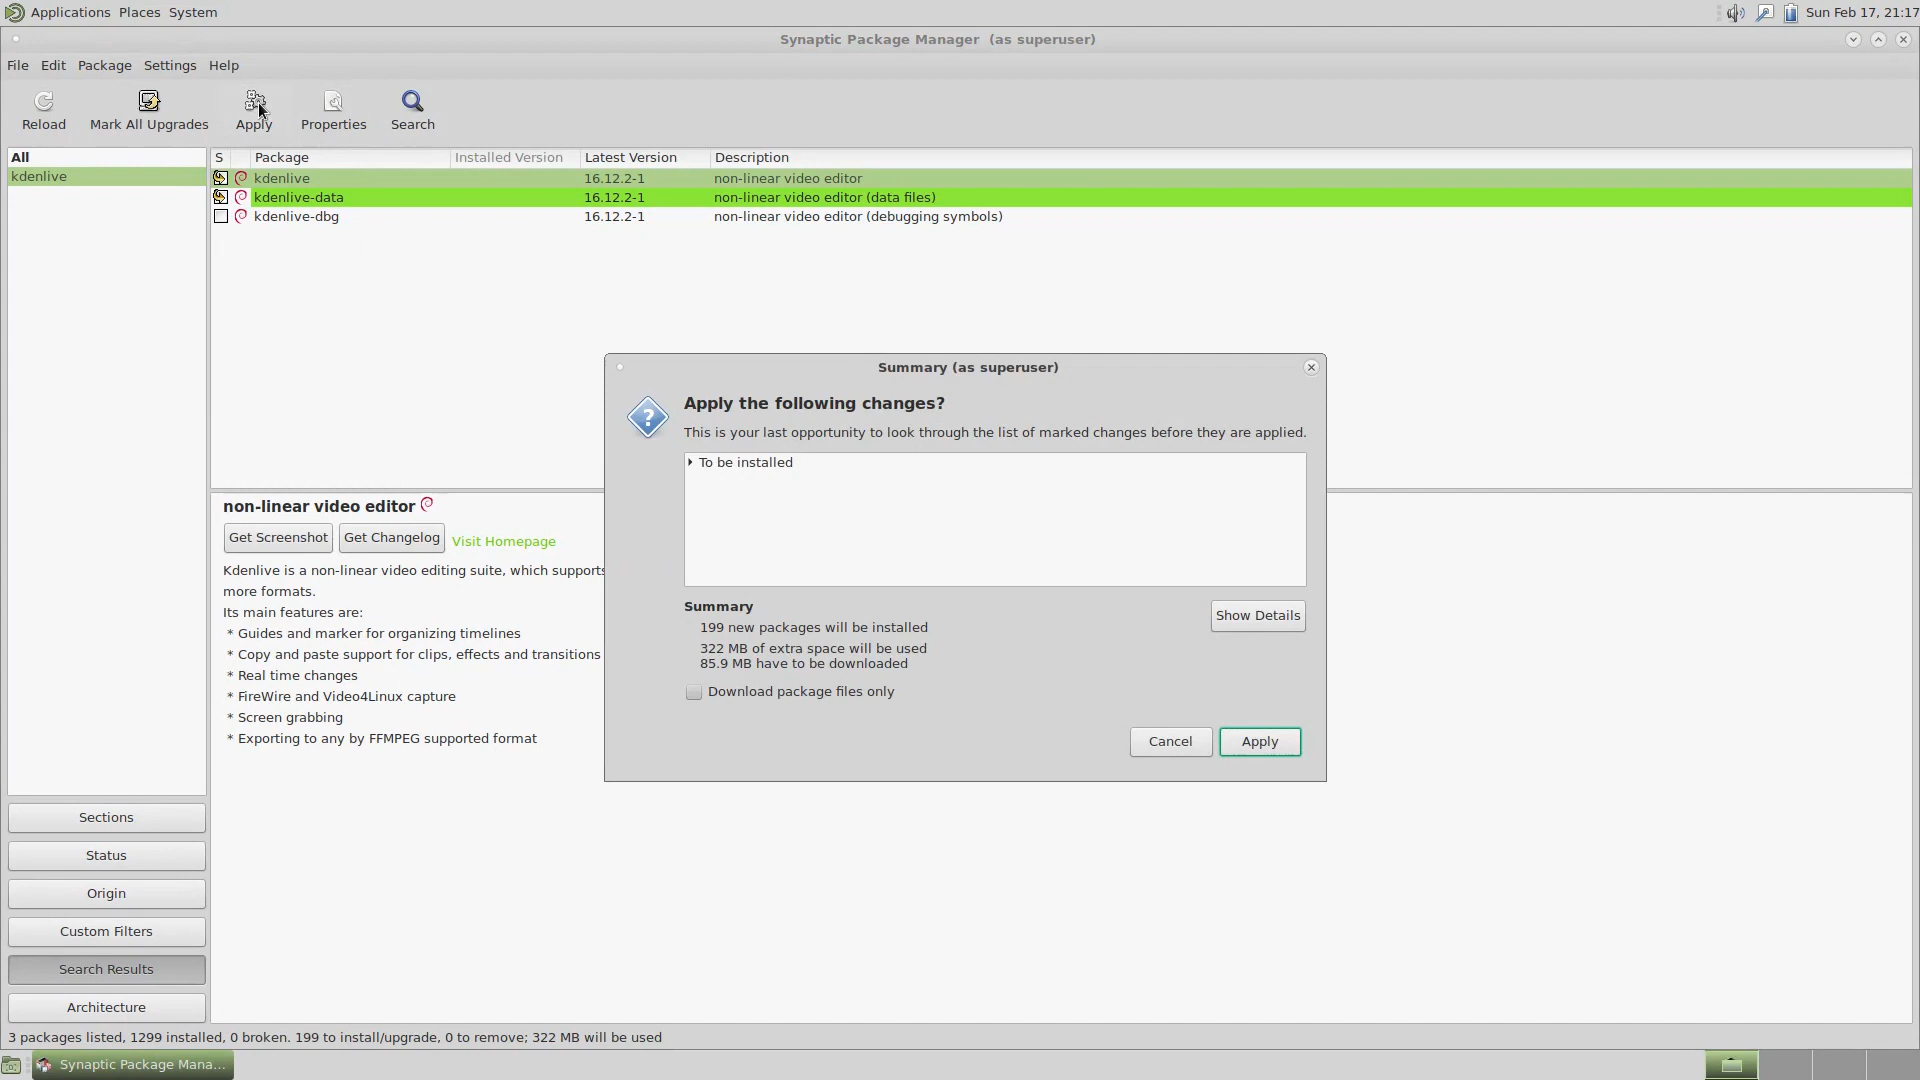 Applications Places System
Sun Feb 17, 21:17
Synaptic Package Manager (as superuser)
File Edit Package Settings Help
Reload Mark All Upgrades Apply Properties Search
All
kdenlive
S Package Installed Version Latest Version Description
kdenlive 16.12.2-1 non-linear video editor
kdenlive-data 16.12.2-1 non-linear video editor (data files)
kdenlive-dbg 16.12.2-1 non-linear video editor (debugging symbols)
non-linear video editor
Get Screenshot Get Changelog Visit Homepage
Kdenlive is a non-linear video editing suite, which supports
more formats.
Its main features are:
* Guides and marker for organizing timelines
* Copy and paste support for clips, effects and transitions
* Real time changes
* FireWire and Video4Linux capture
* Screen grabbing
* Exporting to any by FFMPEG supported format
Summary (as superuser)
Apply the following changes?
This is your last opportunity to look through the list of marked changes before they are applied.
To be installed
Summary
Show Details
199 new packages will be installed
322 MB of extra space will be used
85.9 MB have to be downloaded
Download package files only
Cancel Apply
Sections
Status
Origin
Custom Filters
Search Results
Architecture
3 packages listed, 1299 installed, 0 broken. 199 to install/upgrade, 0 to remove; 322 MB will be used
Synaptic Package Mana...